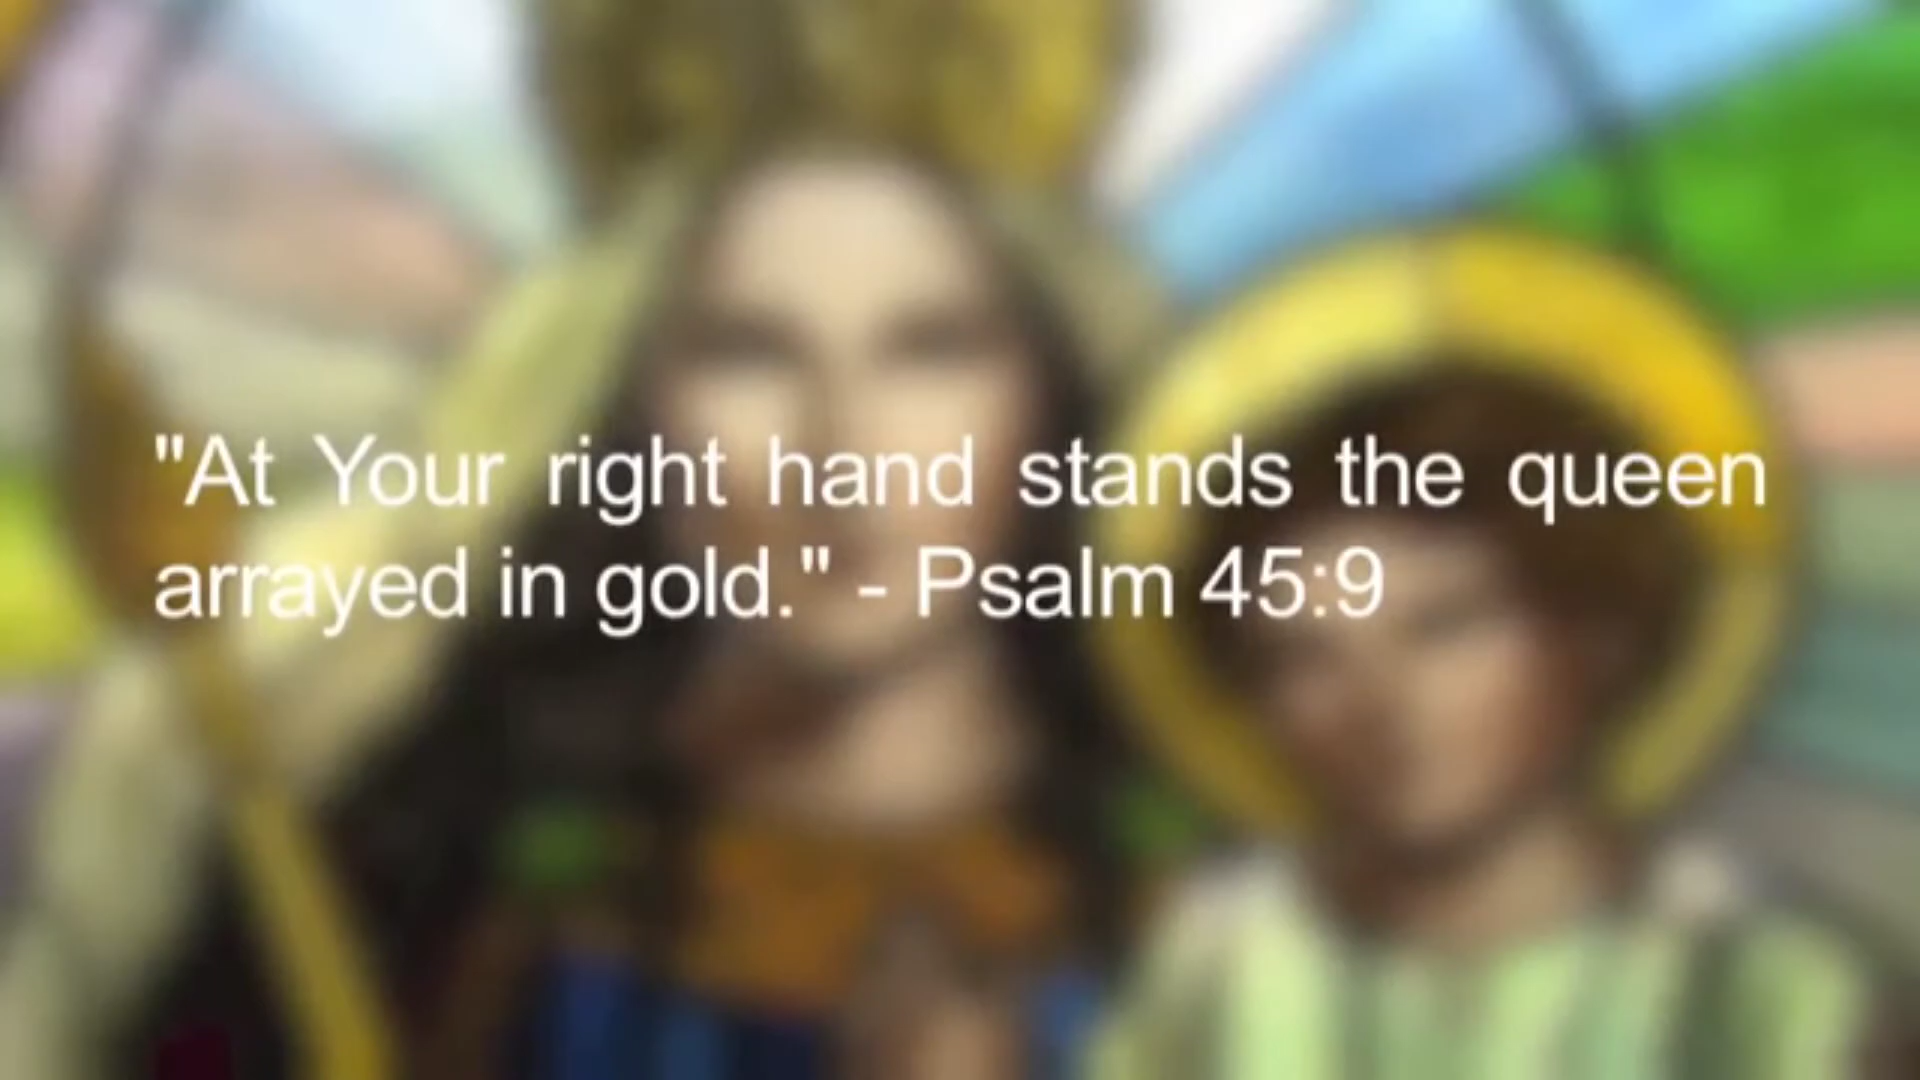 "At Your right hand stands the queen
arrayed in gold." - Psalm 45:9